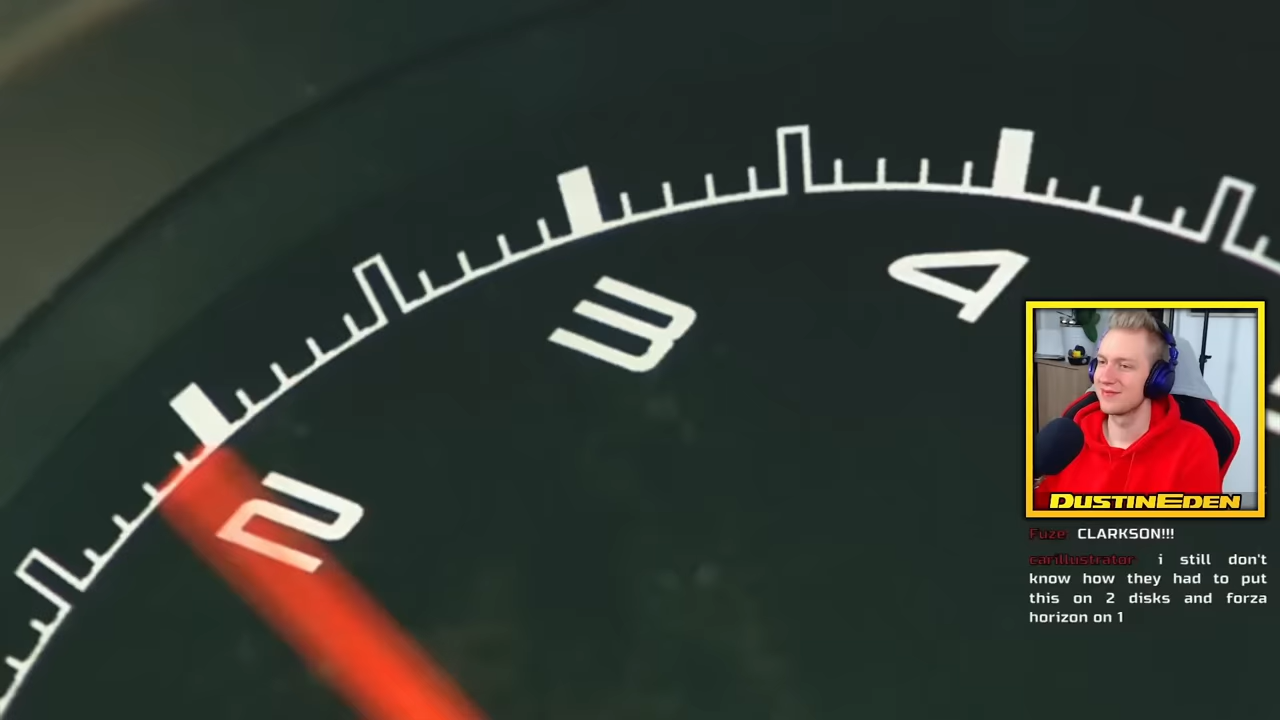 2
3
4
DUSTINEDEN
Fuze CLARKSON!!!
carillustrator i still don't
know how they had to put
this on 2 disks and forza
horizon on 1